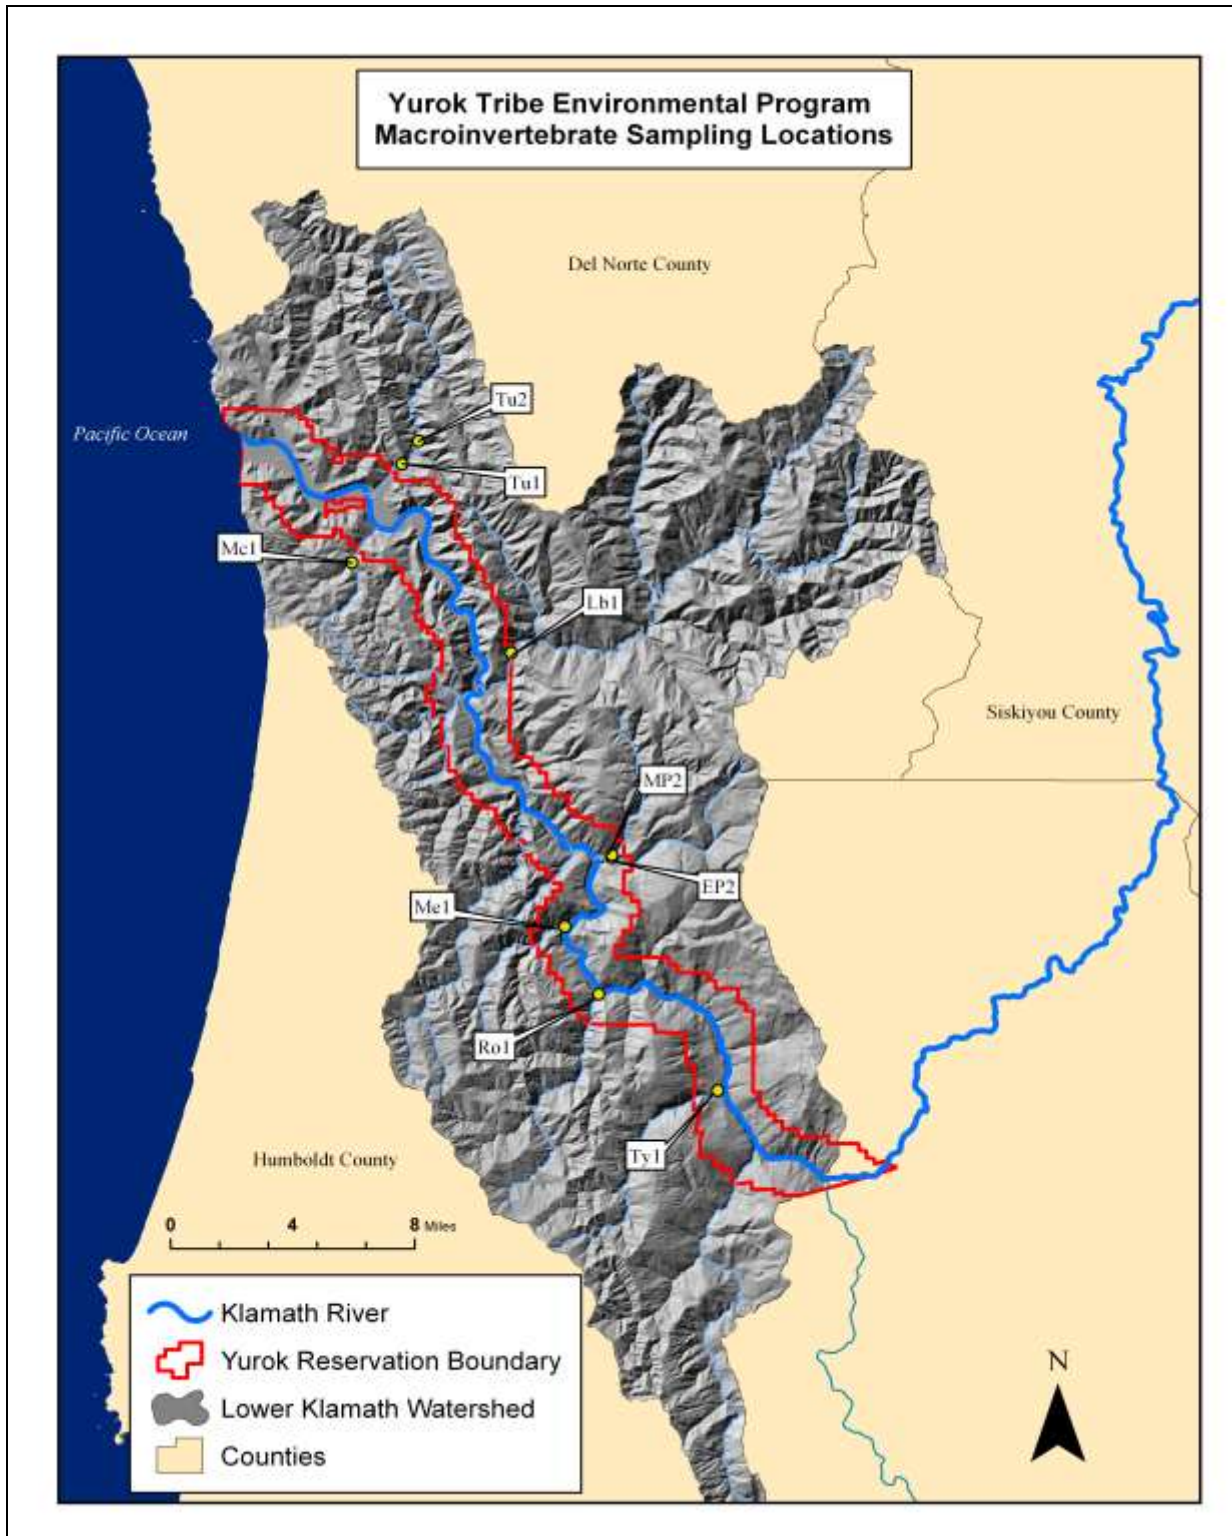 Yurok Tribe Environmental Program
Macroinvertebrate Sampling Locations
Del Norte County
Tu2
Pacific Ocean
Tu1
Mc1
Lb1
Siskiyou County
MP2
EP2
Me1
Ro1
Ty1
Humboldt County
0 4 8 Miles
Klamath River
Yurok Reservation Boundary
Lower Klamath Watershed
Counties
N